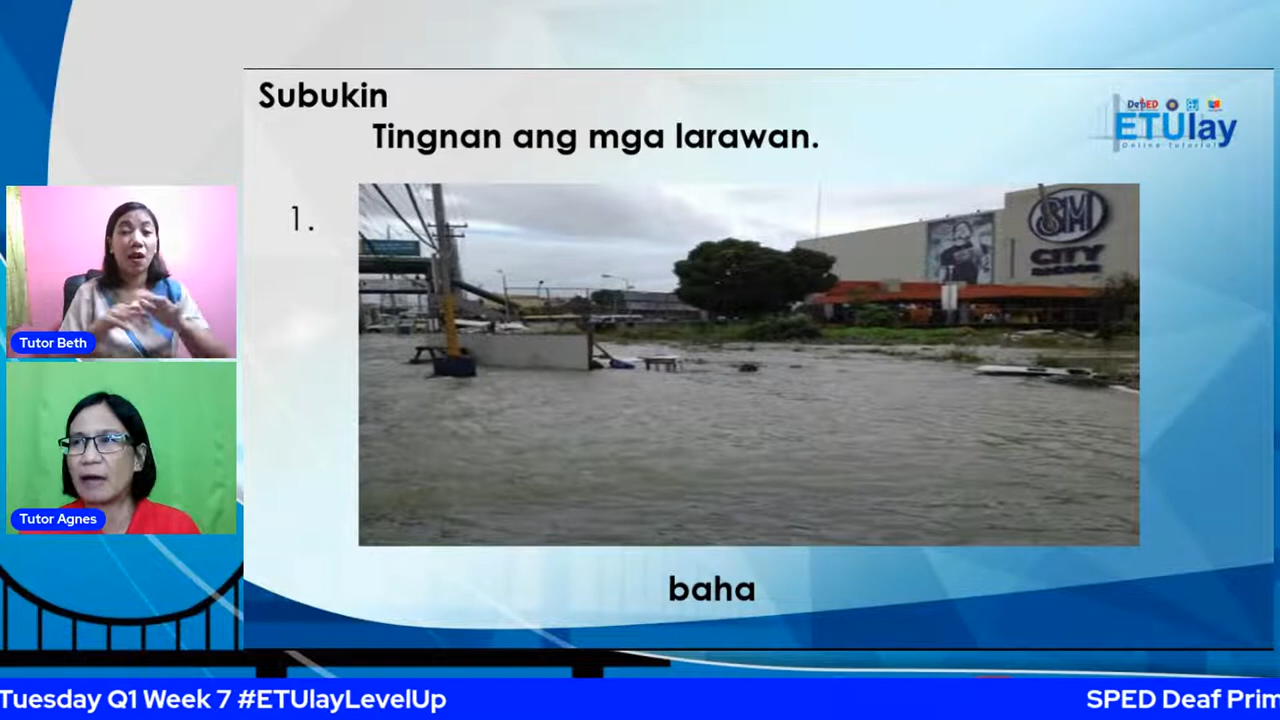 Subukin
Tingnan ang mga larawan.
DepED
ETUlay
Online Tutorial
1.
SM
CITY
baha
Tutor Beth
Tutor Agnes
Tuesday Q1 Week 7 #ETUlayLevelUp
SPED Deaf Prim